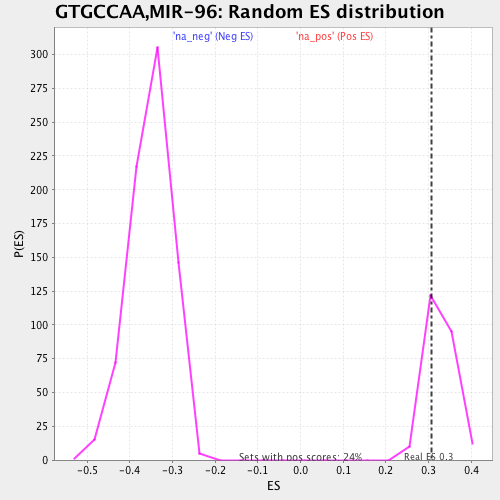 GTGCCAA,MIR-96: Random ES distribution
'na_neg' (Neg ES) 'na_pos' (Pos ES)
300
275
250
225
200
175
150
125
100
75
50
25
0
P(ES)
Sets with pos scores: 24% Real ES 0.3
-0.5 -0.4 -0.3 -0.2 -0.1 0.0 0.1 0.2 0.3 0.4
ES